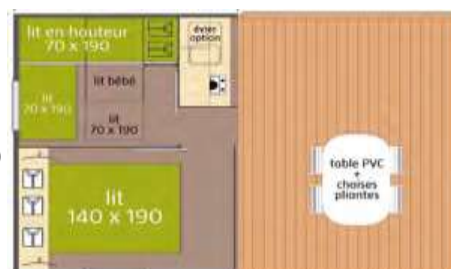 lit en houteur
70 x 190
évier
option
lit bébé
lit
70 x 190
lit
70 x 190
lit
140 x 190
table PVC
+
chaises
pliantes